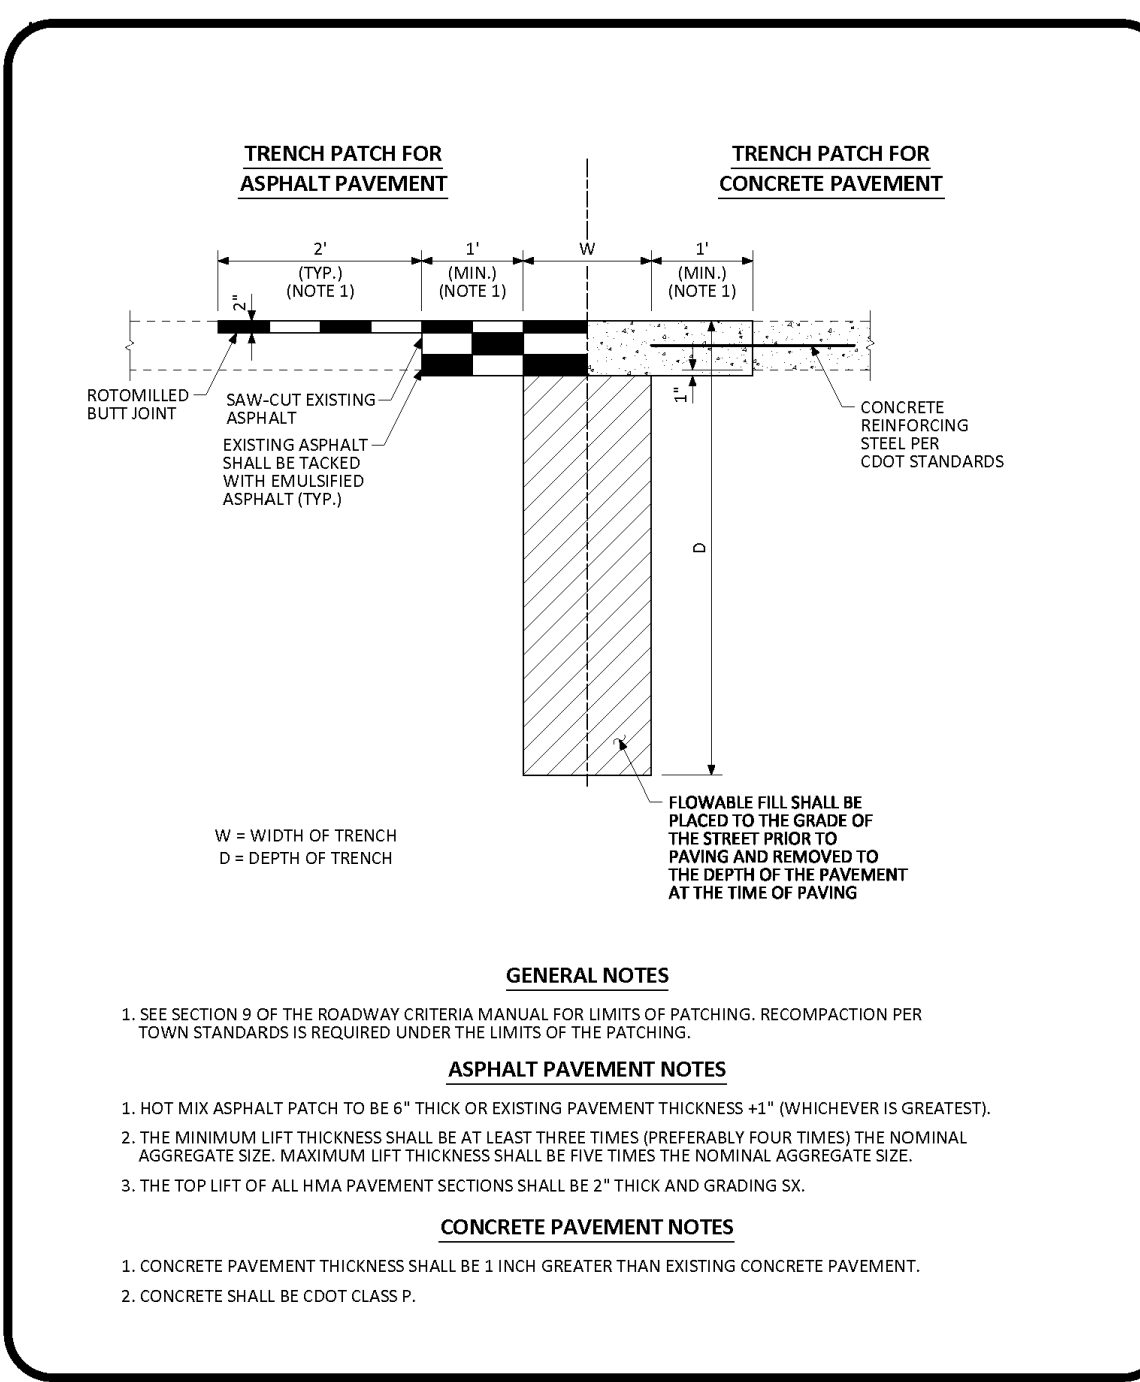 TRENCH PATCH FOR
ASPHALT PAVEMENT
TRENCH PATCH FOR
CONCRETE PAVEMENT
2'
(TYP.)
(NOTE 1)
1'
(MIN.)
(NOTE 1)
W
1'
(MIN.)
(NOTE 1)
2"
ROTOMILLED
BUTT JOINT
SAW-CUT EXISTING
ASPHALT
EXISTING ASPHALT
SHALL BE TACKED
WITH EMULSIFIED
ASPHALT (TYP.)
1"
CONCRETE
REINFORCING
STEEL PER
CDOT STANDARDS
D
FLOWABLE FILL SHALL BE
PLACED TO THE GRADE OF
THE STREET PRIOR TO
PAVING AND REMOVED TO
THE DEPTH OF THE PAVEMENT
AT THE TIME OF PAVING
W = WIDTH OF TRENCH
D = DEPTH OF TRENCH
GENERAL NOTES
1. SEE SECTION 9 OF THE ROADWAY CRITERIA MANUAL FOR LIMITS OF PATCHING. RECOMPACTION PER
TOWN STANDARDS IS REQUIRED UNDER THE LIMITS OF THE PATCHING.
ASPHALT PAVEMENT NOTES
1. HOT MIX ASPHALT PATCH TO BE 6" THICK OR EXISTING PAVEMENT THICKNESS +1" (WHICHEVER IS GREATEST).
2. THE MINIMUM LIFT THICKNESS SHALL BE AT LEAST THREE TIMES (PREFERABLY FOUR TIMES) THE NOMINAL
AGGREGATE SIZE. MAXIMUM LIFT THICKNESS SHALL BE FIVE TIMES THE NOMINAL AGGREGATE SIZE.
3. THE TOP LIFT OF ALL HMA PAVEMENT SECTIONS SHALL BE 2" THICK AND GRADING SX.
CONCRETE PAVEMENT NOTES
1. CONCRETE PAVEMENT THICKNESS SHALL BE 1 INCH GREATER THAN EXISTING CONCRETE PAVEMENT.
2. CONCRETE SHALL BE CDOT CLASS P.